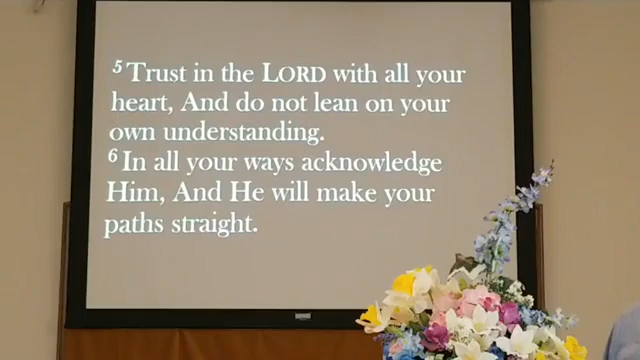 5 Trust in the LORD with all your
heart, And do not lean on your
own understanding.
6 In all your ways acknowledge
Him, And He will make your
paths straight.